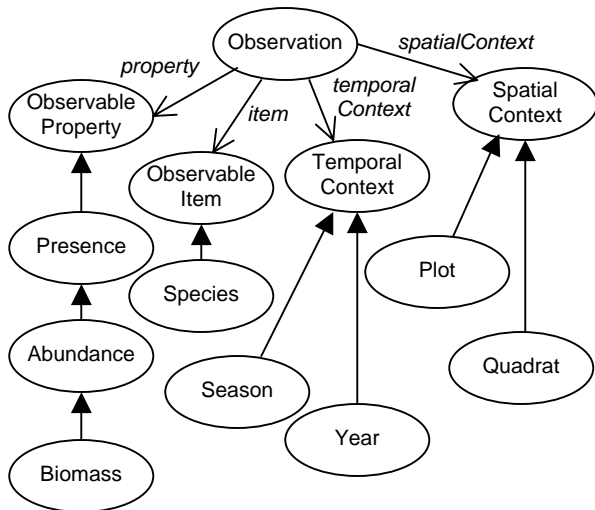 Observation
spatialContext
property
temporal
Context
item
Observable
Property
Spatial
Context
Observable
Item
Temporal
Context
Presence
Species
Plot
Abundance
Season
Quadrat
Year
Biomass